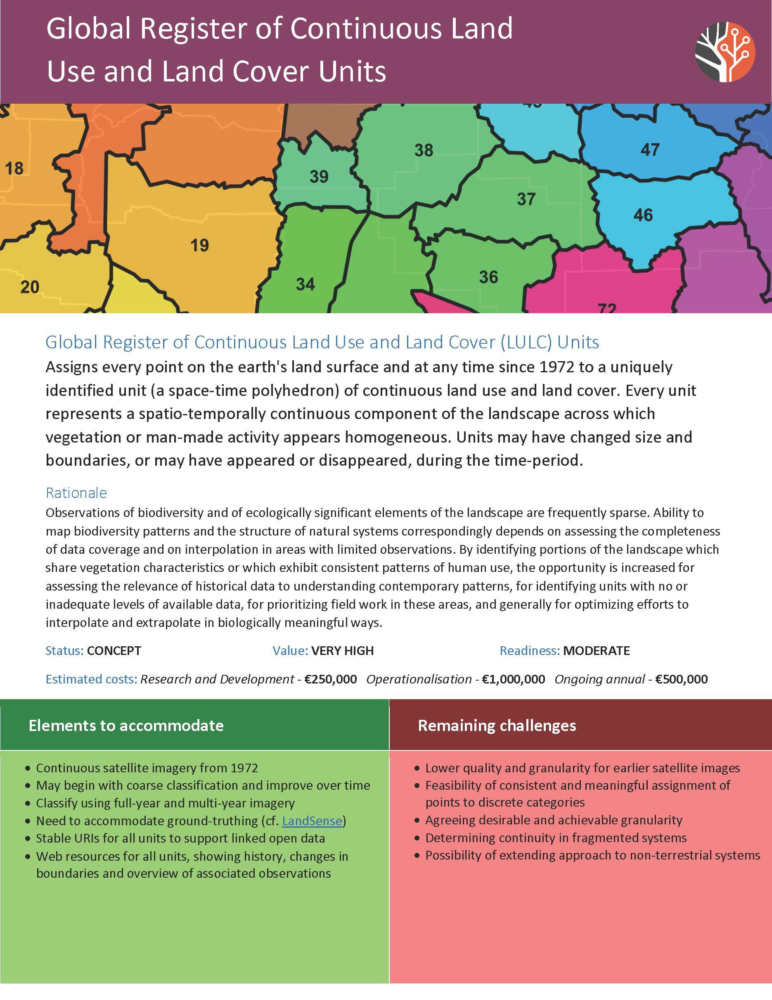 Global Register of Continuous Land
Use and Land Cover Units
18
19
20
39
38
34
37
36
47
46
72
Global Register of Continuous Land Use and Land Cover (LULC) Units
Assigns every point on the earth's land surface and at any time since 1972 to a uniquely
identified unit (a space-time polyhedron) of continuous land use and land cover. Every unit
represents a spatio-temporally continuous component of the landscape across which
vegetation or man-made activity appears homogeneous. Units may have changed size and
boundaries, or may have appeared or disappeared, during the time-period.
Rationale
Observations of biodiversity and of ecologically significant elements of the landscape are frequently sparse. Ability to
map biodiversity patterns and the structure of natural systems correspondingly depends on assessing the completeness
of data coverage and on interpolation in areas with limited observations. By identifying portions of the landscape which
share vegetation characteristics or which exhibit consistent patterns of human use, the opportunity is increased for
assessing the relevance of historical data to understanding contemporary patterns, for identifying units with no or
inadequate levels of available data, for prioritizing field work in these areas, and generally for optimizing efforts to
interpolate and extrapolate in biologically meaningful ways.
Status: CONCEPT Value: VERY HIGH Readiness: MODERATE
Estimated costs: Research and Development - €250,000 Operationalisation - €1,000,000 Ongoing annual - €500,000
Elements to accommodate
• Continuous satellite imagery from 1972
• May begin with coarse classification and improve over time
• Classify using full-year and multi-year imagery
• Need to accommodate ground-truthing (cf. LandSense)
• Stable URIs for all units to support linked open data
• Web resources for all units, showing history, changes in
boundaries and overview of associated observations
Remaining challenges
• Lower quality and granularity for earlier satellite images
• Feasibility of consistent and meaningful assignment of
points to discrete categories
• Agreeing desirable and achievable granularity
• Determining continuity in fragmented systems
• Possibility of extending approach to non-terrestrial systems